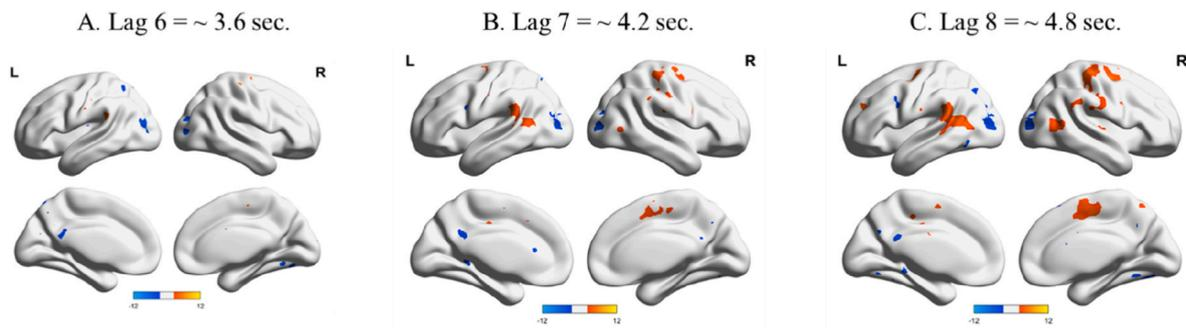 A. Lag 6 = ~ 3.6 sec.
L
R
-12
12
B. Lag 7 = ~ 4.2 sec.
L
R
-12
12
C. Lag 8 = ~ 4.8 sec.
L
R
-12
12